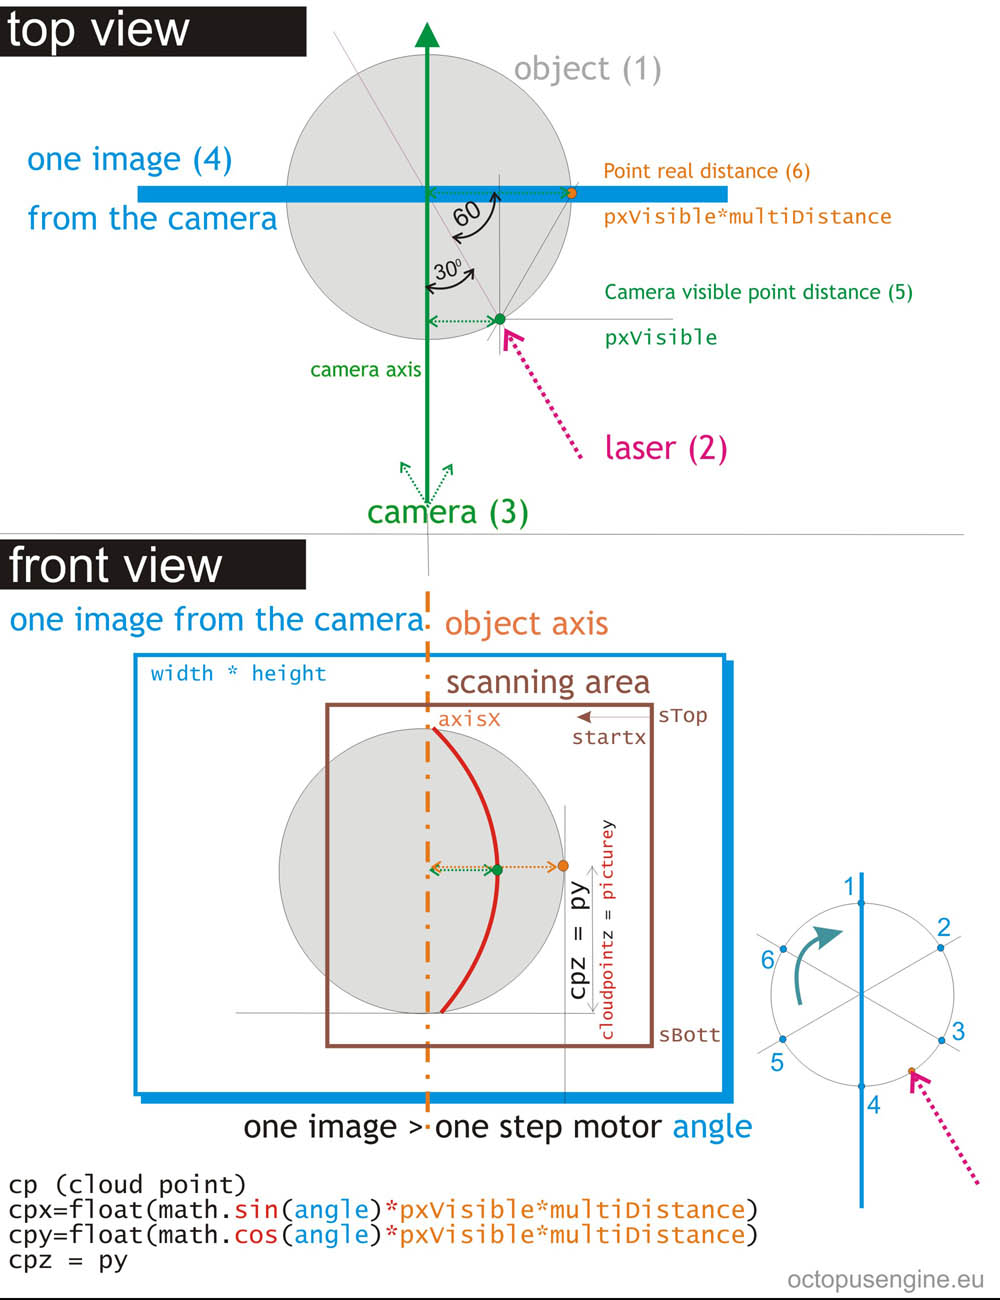 top view
object (1)
one image (4)
from the camera
Point real distance (6)
pxVisible*multiDistance
60
30⁰
Camera visible point distance (5)
pxVisible
camera axis
laser (2)
camera (3)
front view
one image from the camera
object axis
width * height
scanning area
axisX
sTop
startx
cpz = py
cloudpointz = picturey
sBott
1
2
3
4
5
6
one image > one step motor angle
cp (cloud point)
cpx=float(math.sin(angle)*pxVisible*multiDistance)
cpy=float(math.cos(angle)*pxVisible*multiDistance)
cpz = py
octopusengine.eu